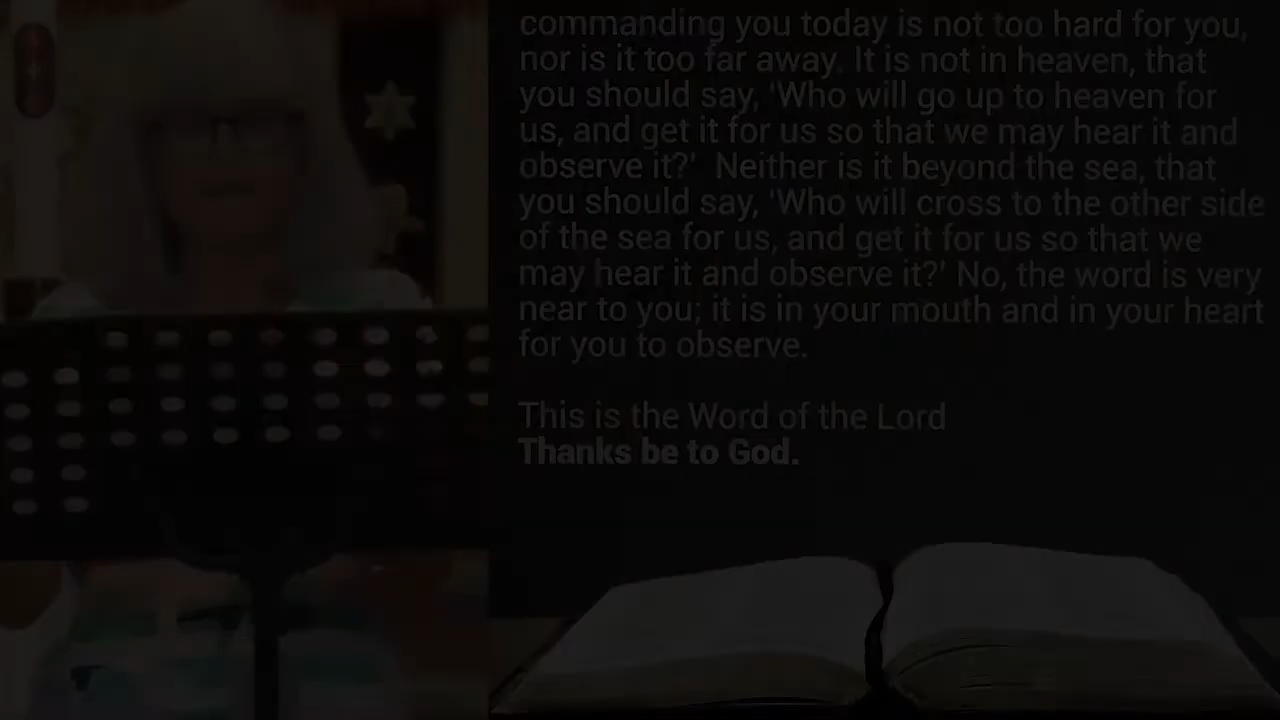 commanding you today is not too hard for you,
nor is it too far away. It is not in heaven, that
you should say, 'Who will go up to heaven for
us, and get it for us so that we may hear it and
observe it?'  Neither is it beyond the sea, that
you should say, 'Who will cross to the other side
of the sea for us, and get it for us so that we
may hear it and observe it?' No, the word is very
near to you; it is in your mouth and in your heart
for you to observe.
This is the Word of the Lord
Thanks be to God.